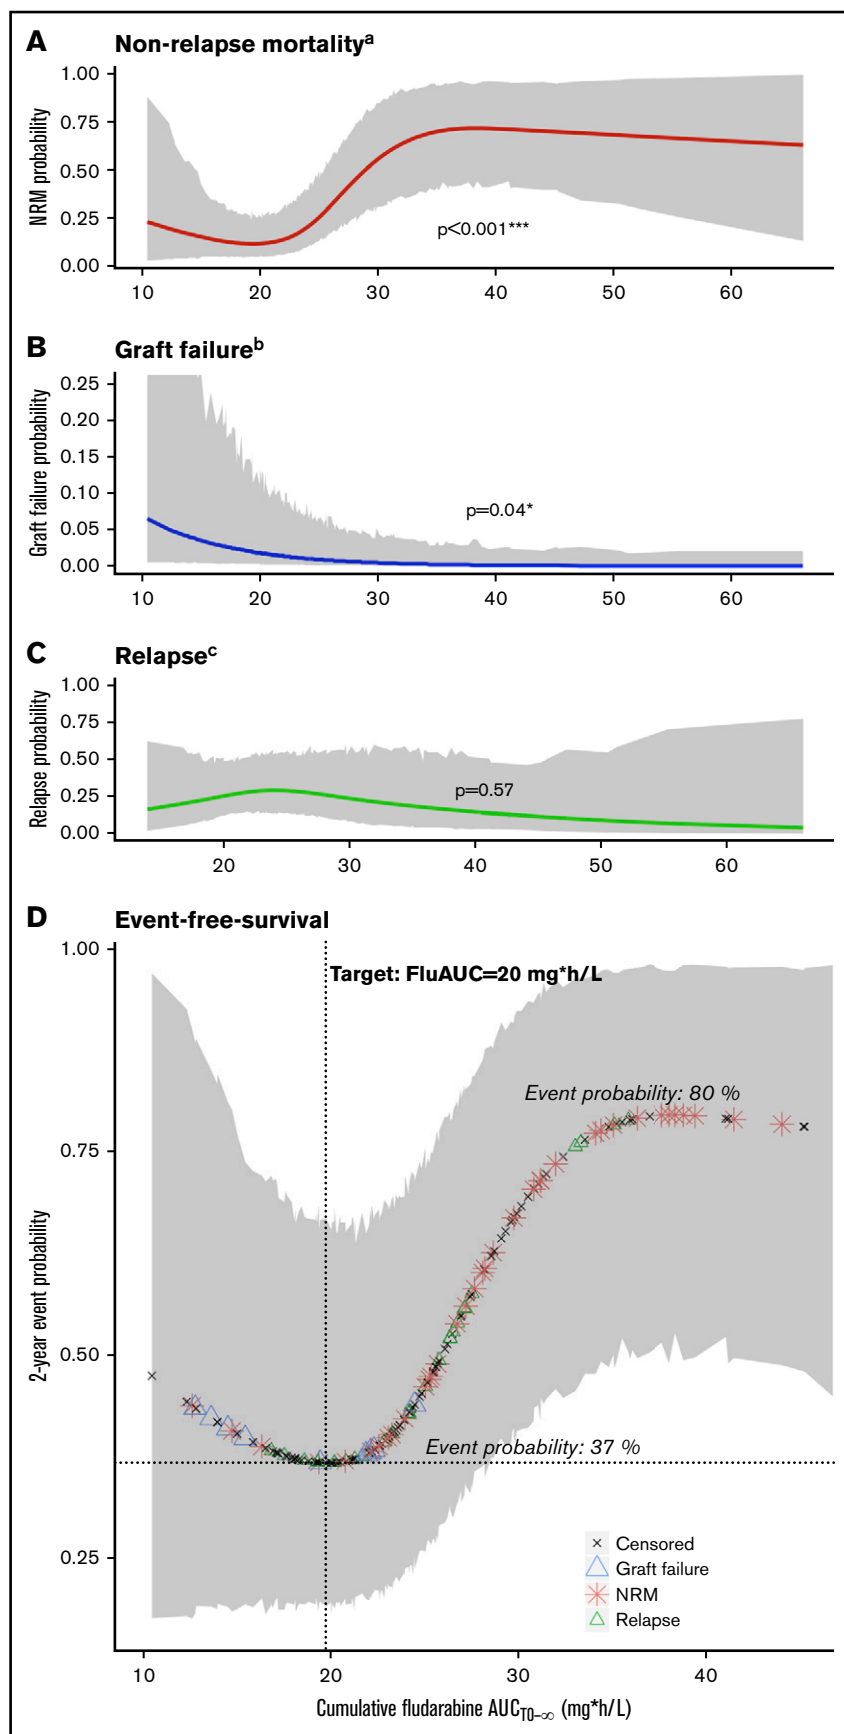 A Non-relapse mortalityᵃ
NRM probability
1.00
0.75
0.50
0.25
0.00
p<0.001***
10 20 30 40 50 60
B Graft failureᵇ
Graft failure probability
0.25
0.20
0.15
0.10
0.05
0.00
p=0.04*
10 20 30 40 50 60
C Relapseᶜ
Relapse probability
1.00
0.75
0.50
0.25
0.00
p=0.57
20 30 40 50 60
D Event-free-survival
2-year event probability
1.00
0.75
0.50
0.25
Target: FluAUC=20 mg*h/L
Event probability: 80 %
Event probability: 37 %
Censored
Graft failure
NRM
Relapse
10 20 30 40
Cumulative fludarabine AUC_T0–∞ (mg*h/L)